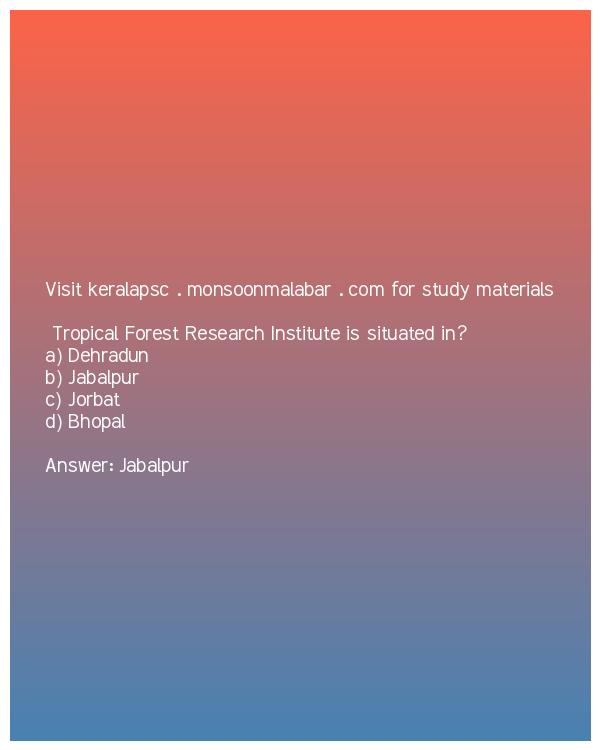 Visit keralapsc . monsoonmalabar . com for study materials
Tropical Forest Research Institute is situated in?
a) Dehradun
b) Jabalpur
c) Jorbat
d) Bhopal
Answer: Jabalpur